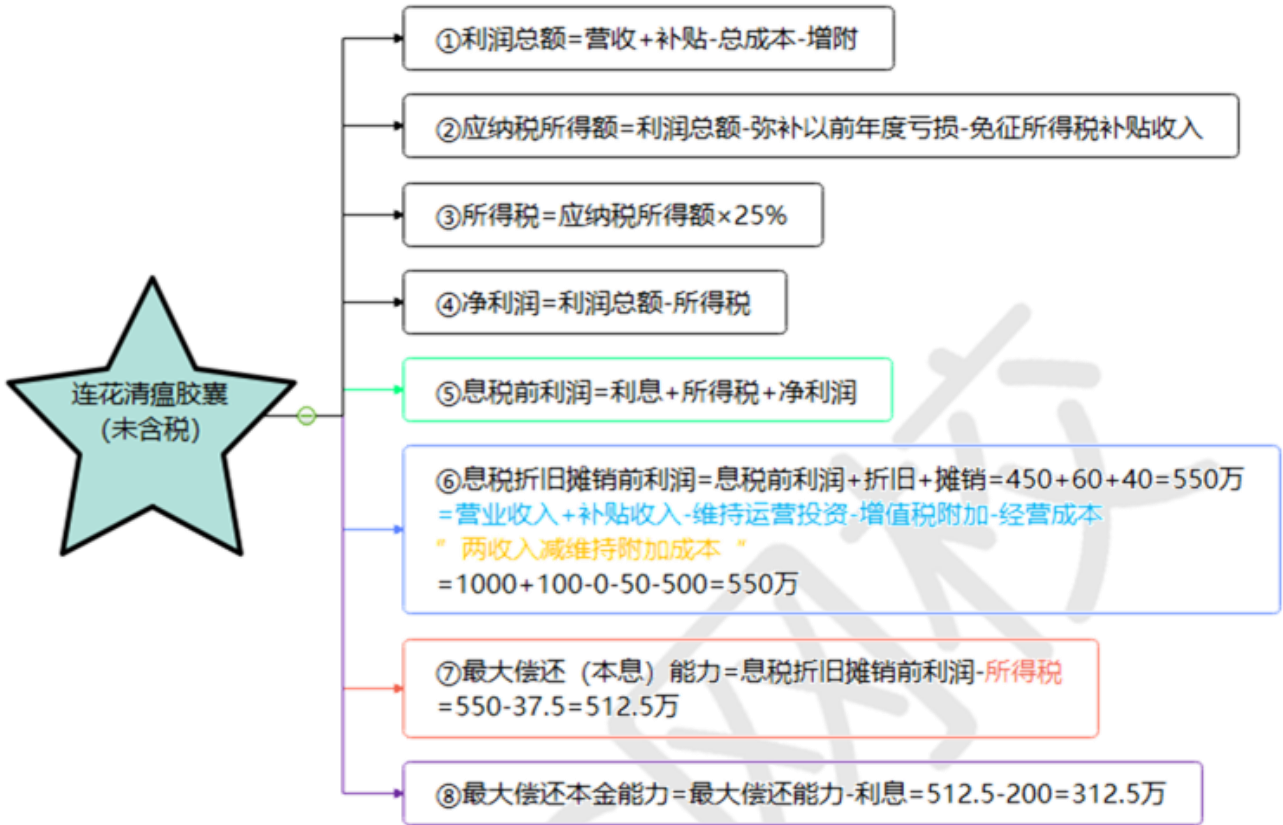 ①利润总额=营收+补贴-总成本-增附
②应纳税所得额=利润总额-弥补以前年度亏损-免征所得税补贴收入
③所得税=应纳税所得额×25%
④净利润=利润总额-所得税
连花清瘟胶囊
(未含税)
⑤息税前利润=利息+所得税+净利润
⑥息税折旧摊销前利润=息税前利润+折旧+摊销=450+60+40=550万
=营业收入+补贴收入-维持运营投资-增值税附加-经营成本
”两收入减维持附加成本“
=1000+100-0-50-500=550万
⑦最大偿还（本息）能力=息税折旧摊销前利润-所得税
=550-37.5=512.5万
⑧最大偿还本金能力=最大偿还能力-利息=512.5-200=312.5万
网校